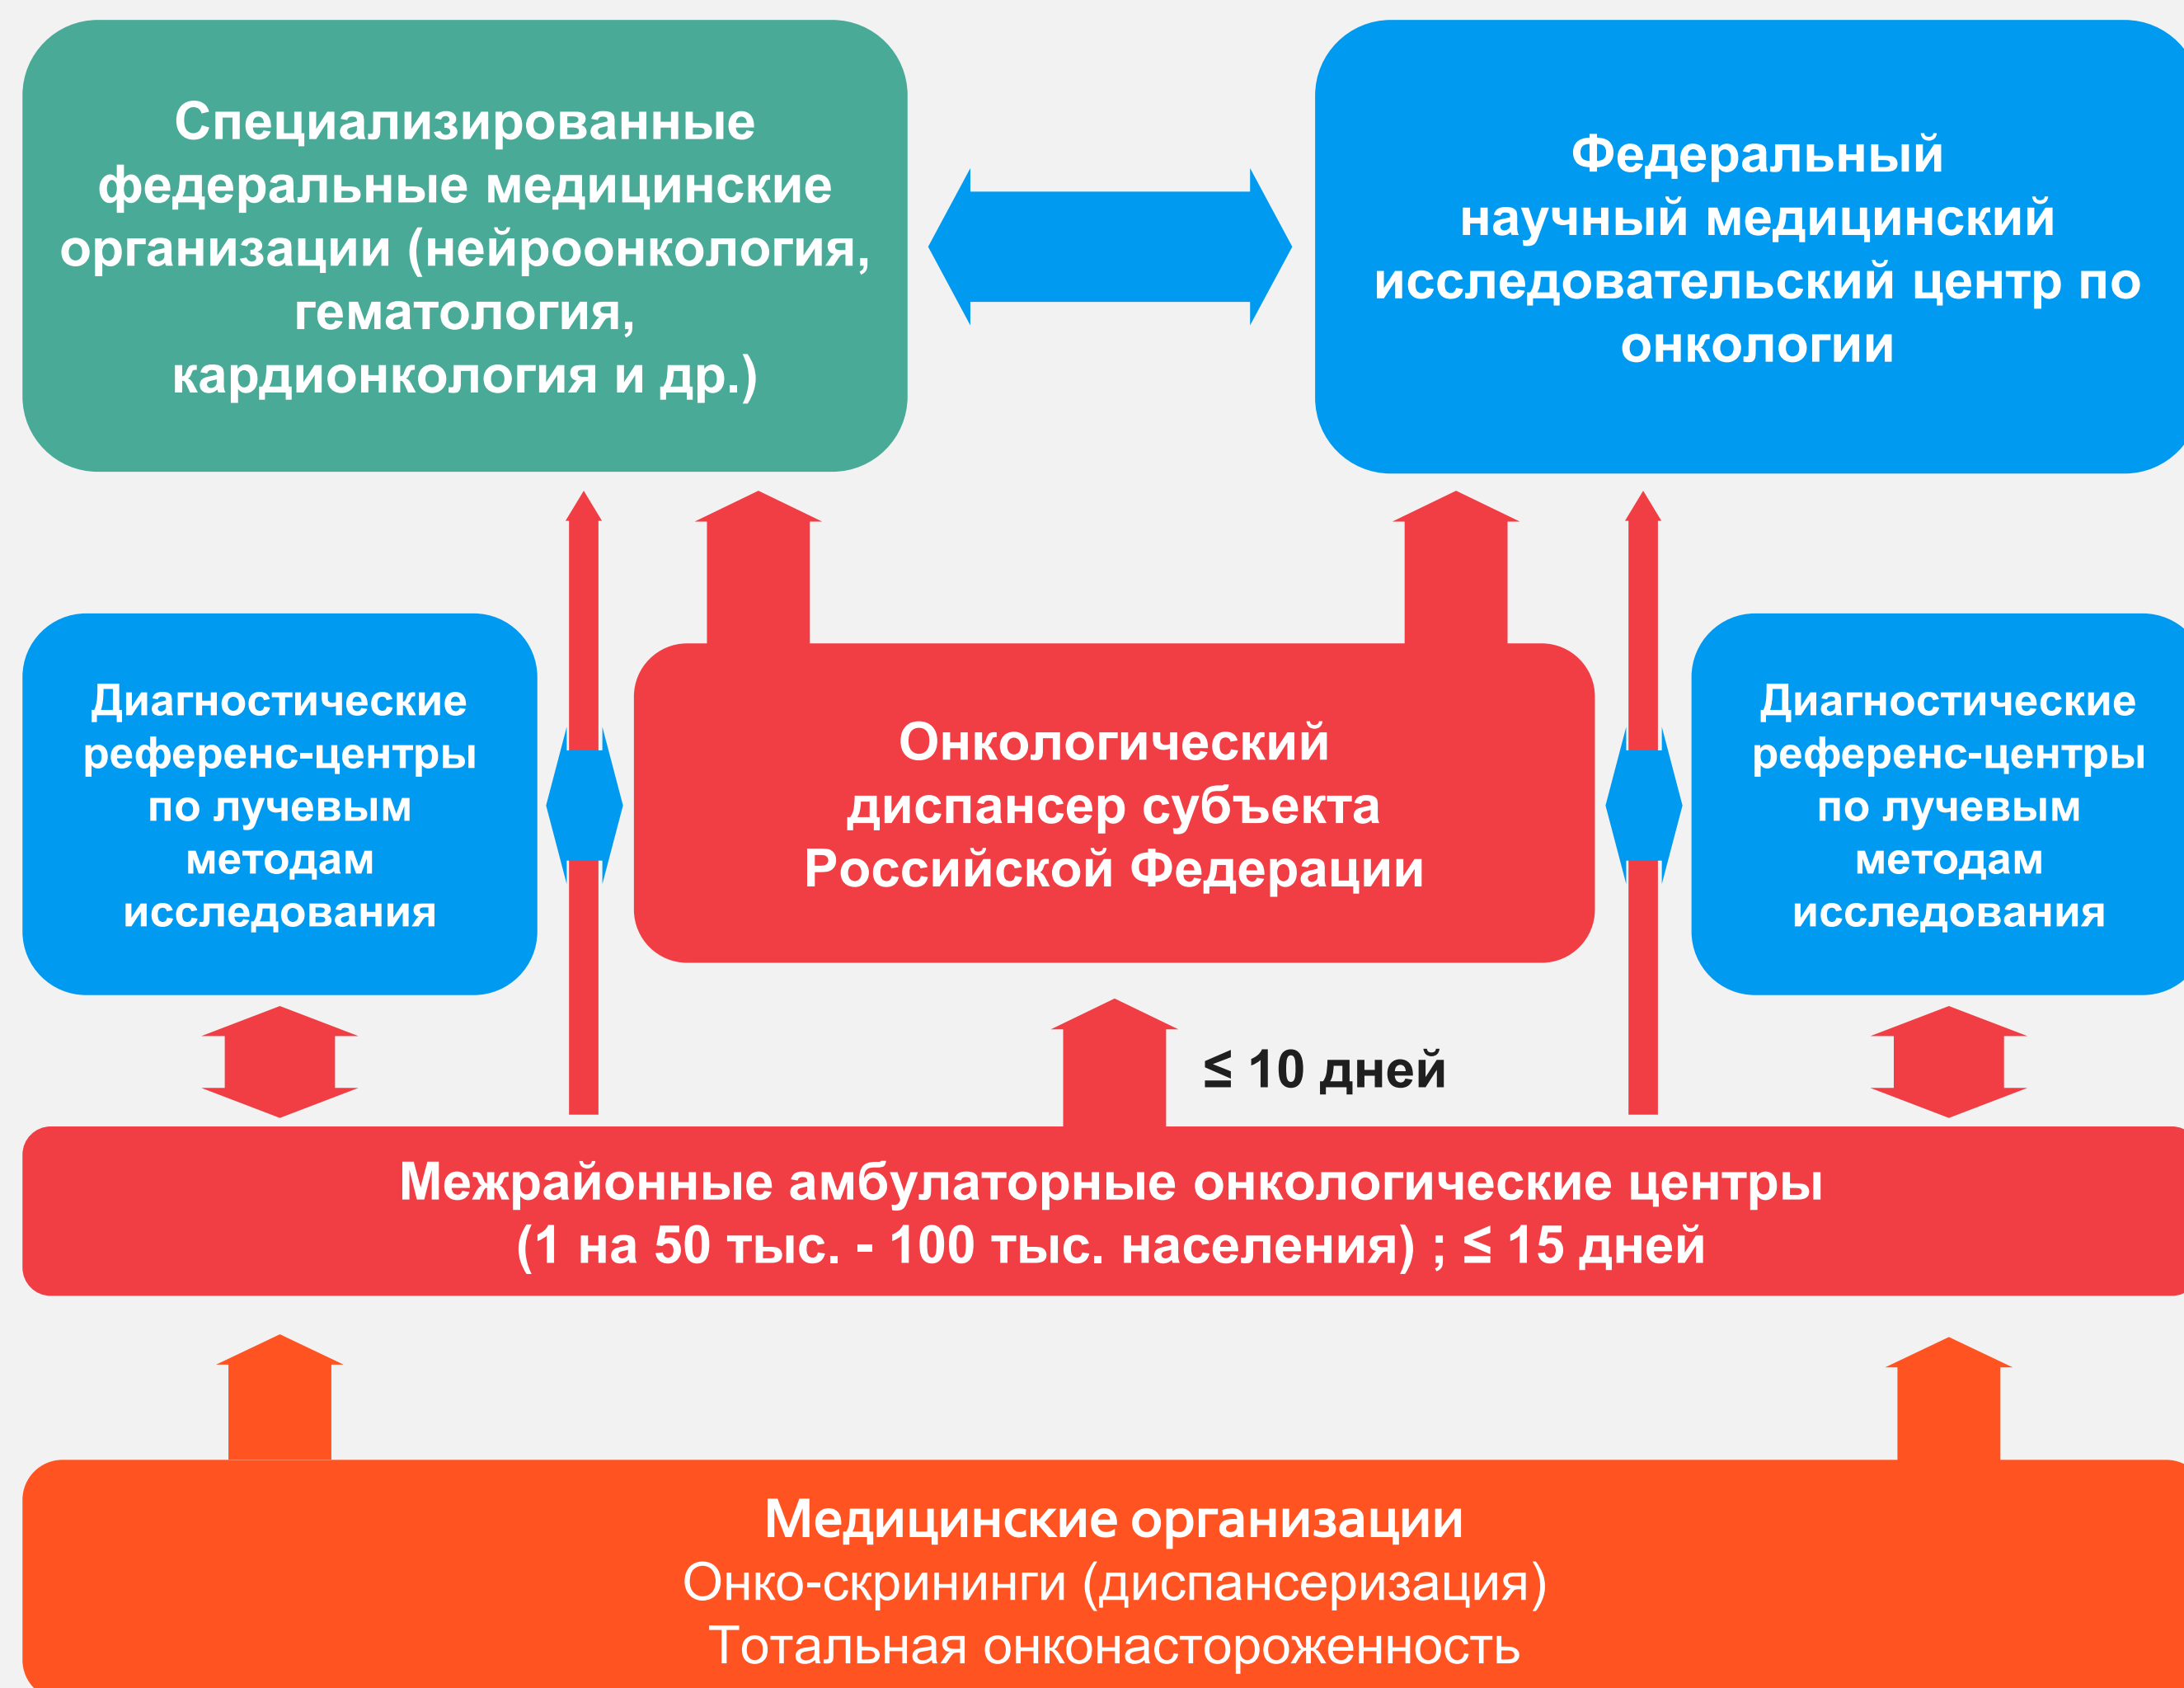 Специализированные
федеральные медицинские
организации (нейроонкология,
гематология,
кардионкология и др.)
Федеральный
научный медицинский
исследовательский центр по
онкологии
Диагностические
референс-центры
по лучевым
методам
исследования
Онкологический
диспансер субъекта
Российской Федерации
Диагностические
референс-центры
по лучевым
методам
исследования
≤ 10 дней
Межрайонные амбулаторные онкологические центры
(1 на 50 тыс. - 100 тыс. населения) ; ≤ 15 дней
Медицинские организации
Онко-скрининги (диспансеризация)
Тотальная онконастороженность